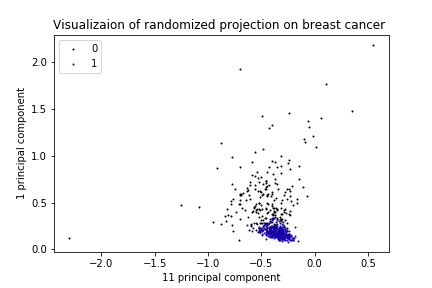 Visualizaion of randomized projection on breast cancer
0
1
2.0
1.5
1.0
0.5
0.0
1 principal component
−2.0 −1.5 −1.0 −0.5 0.0 0.5
11 principal component